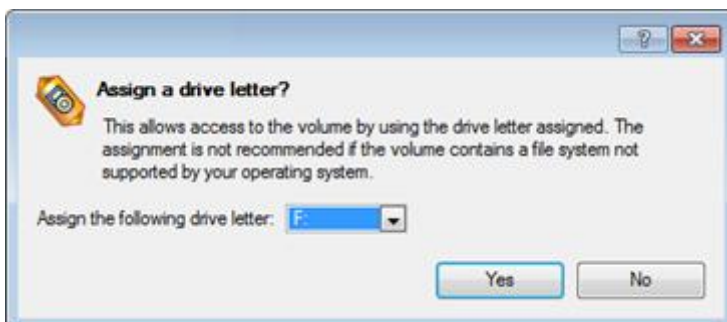 Assign a drive letter?
This allows access to the volume by using the drive letter assigned. The
assignment is not recommended if the volume contains a file system not
supported by your operating system.
Assign the following drive letter: F:
Yes No